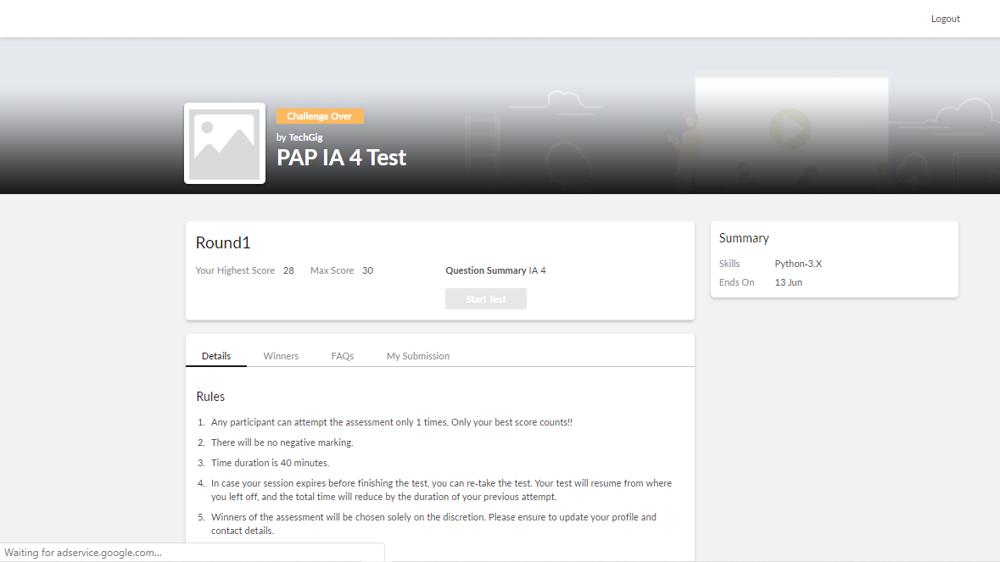 Logout
Challenge Over
by TechGig
PAP IA 4 Test
Round1
Your Highest Score 28 Max Score 30
Question Summary IA 4
Start Test
Summary
Skills Python-3.X
Ends On 13 Jun
Details Winners FAQs My Submission
Rules
1. Any participant can attempt the assessment only 1 times, Only your best score counts!!
2. There will be no negative marking.
3. Time duration is 40 minutes.
4. In case your session expires before finishing the test, you can re-take the test. Your test will resume from where
you left off, and the total time will reduce by the duration of your previous attempt.
5. Winners of the assessment will be chosen solely on the discretion. Please ensure to update your profile and
contact details.
Waiting for adservice.google.com...